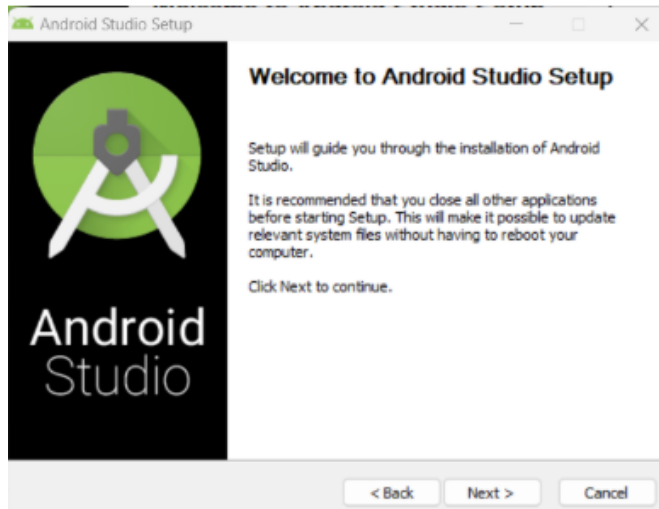 Android Studio Setup
Welcome to Android Studio Setup
Setup will guide you through the installation of Android
Studio.
It is recommended that you close all other applications
before starting Setup. This will make it possible to update
relevant system files without having to reboot your
computer.
Click Next to continue.
Android
Studio
< Back Next > Cancel